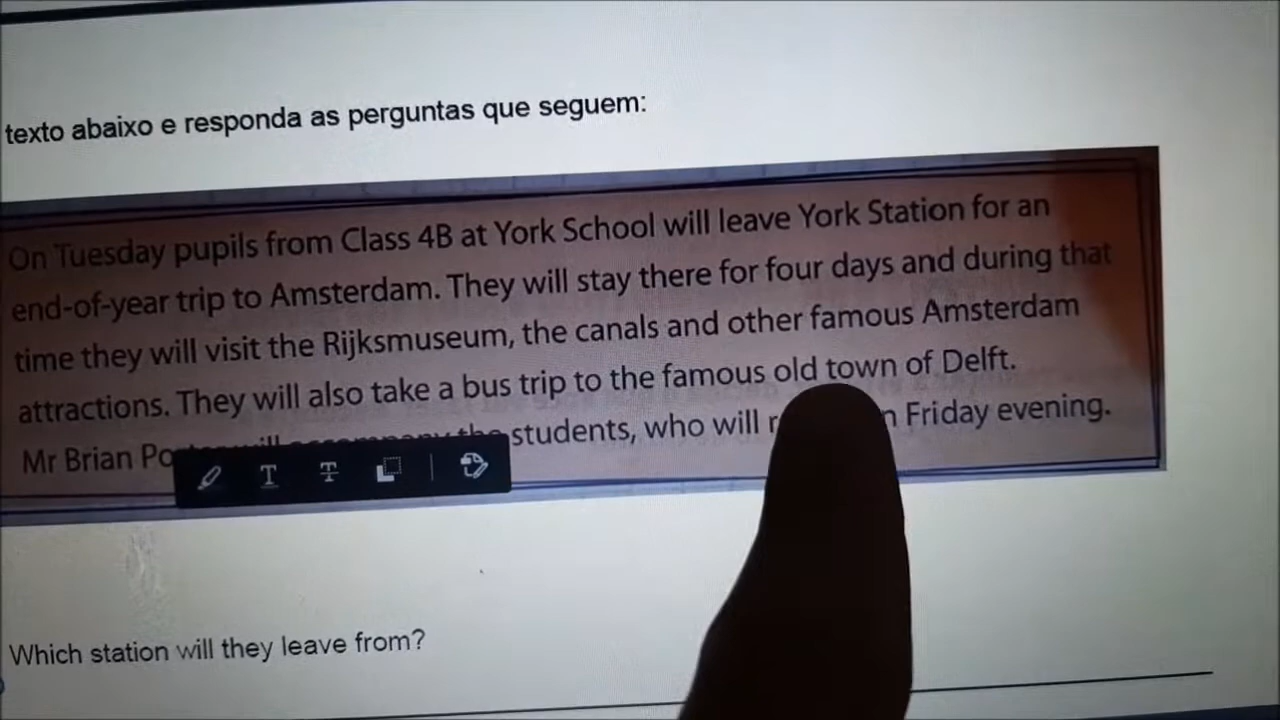 texto abaixo e responda as perguntas que seguem:
On Tuesday pupils from Class 4B at York School will leave York Station for an
end-of-year trip to Amsterdam. They will stay there for four days and during that
time they will visit the Rijksmuseum, the canals and other famous Amsterdam
attractions. They will also take a bus trip to the famous old town of Delft.
Mr Brian will accompany the students, who will Friday evening.
Which station will they leave from?